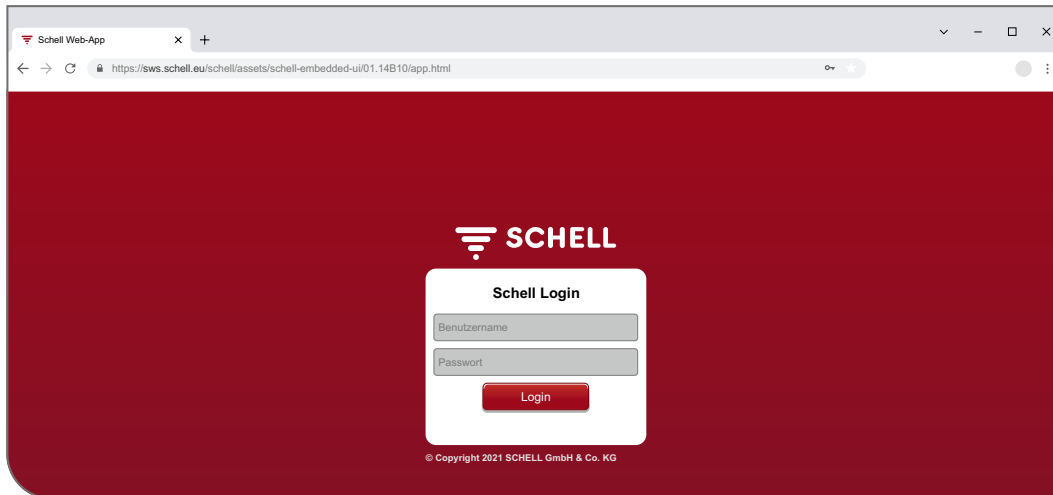 Schell Web-App
https://sws.schell.eu/schell/assets/schell-embedded-ui/01.14B10/app.html
SCHELL
Schell Login
Benutzername
Passwort
Login
© Copyright 2021 SCHELL GmbH & Co. KG